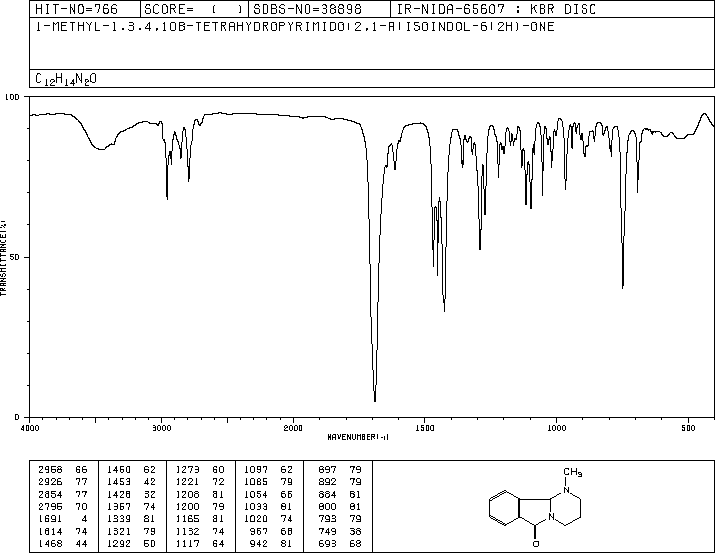 HIT-NO=766 SCORE= ( ) SDBS-NO=38898 IR-NIDA-65607 : KBR DISC
1-METHYL-1,3,4,10B-TETRAHYDROPYRIMIDO(2,1-A)ISOINDOL-6(2H)-ONE
C12H14N2O
100
50
0
TRANSMITTANCE(%)
4000 3000 2000 1500 1000 500
WAVENUMBER(-1)
2968 66 1460 62 1273 60 1097 62 897 79
2926 77 1453 42 1221 72 1085 79 892 79
2854 77 1428 32 1208 81 1054 66 884 81
2796 70 1367 74 1200 79 1033 81 800 81
1691 4 1339 81 1165 81 1020 74 793 79
1614 74 1321 79 1132 74 967 68 749 38
1468 44 1292 50 1117 64 942 81 693 68
CH3
N
N
O